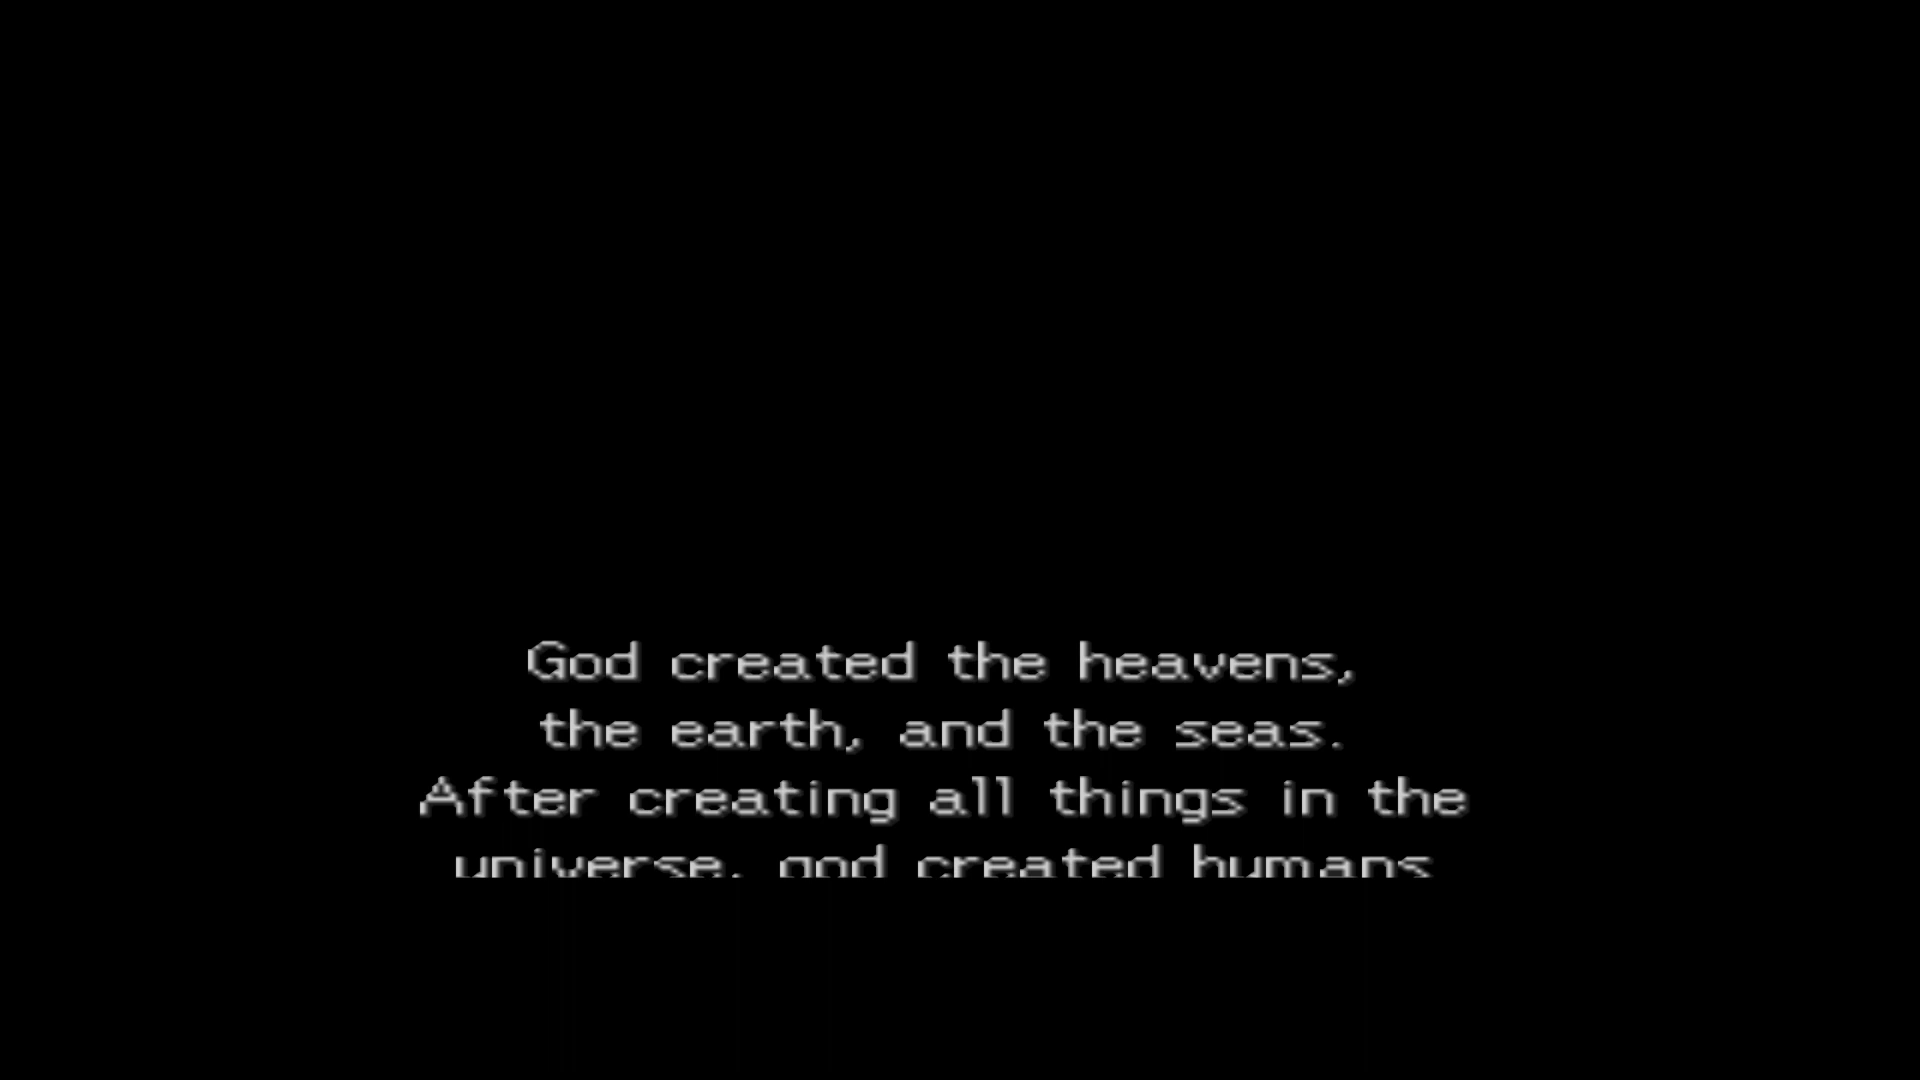 God created the heavens,
the earth, and the seas.
After creating all things in the
universe, god created humans